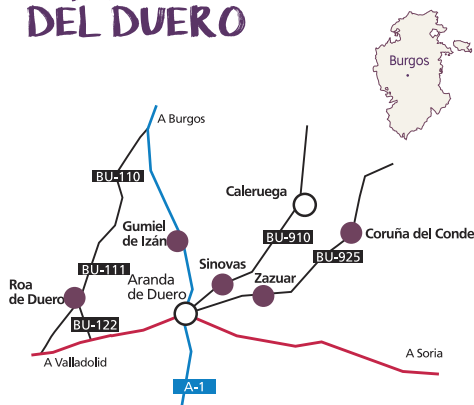 DEL DUERO
Burgos
A Burgos
BU-110
Caleruega
Gumiel
de Izán
BU-910
Coruña del Conde
BU-925
Sinovas
BU-111
Aranda
de Duero
Zazuar
Roa
de Duero
BU-122
A Valladolid
A Soria
A-1